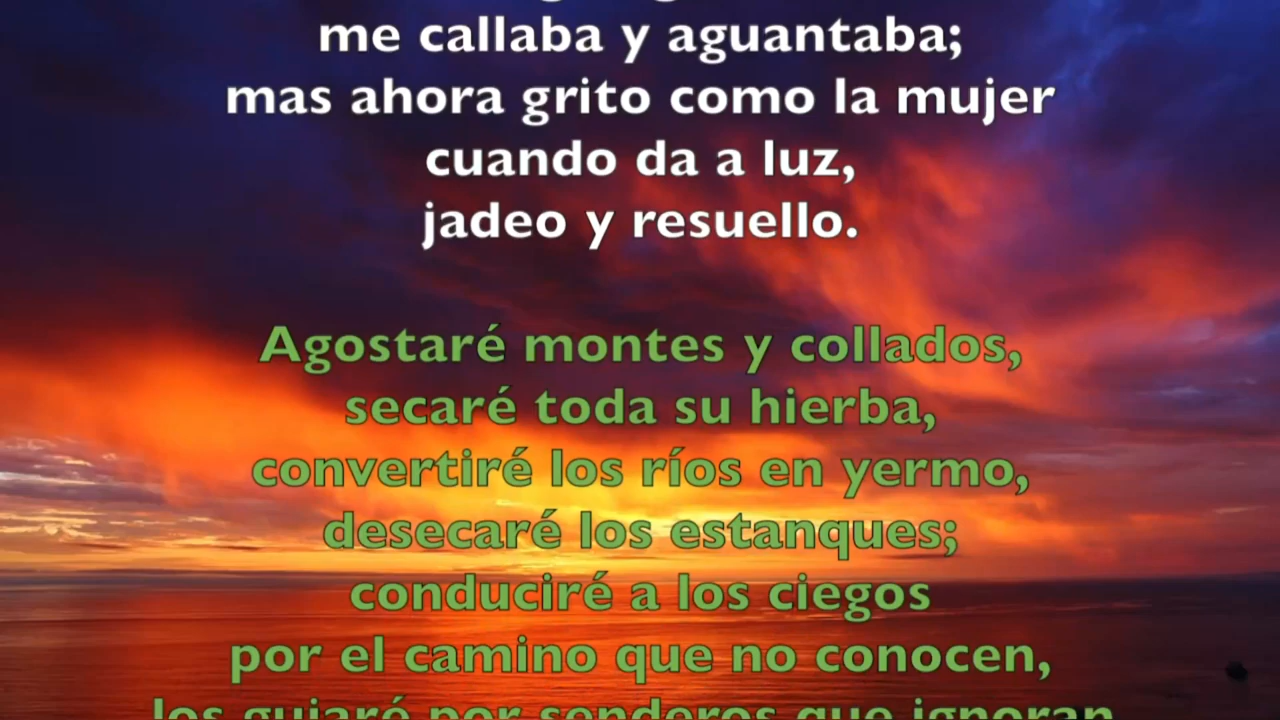 me callaba y aguantaba;
mas ahora grito como la mujer
cuando da a luz,
jadeo y resuello.
Agostaré montes y collados,
secaré toda su hierba,
convertiré los ríos en yermo,
desecaré los estanques;
conduciré a los ciegos
por el camino que no conocen,
los guiaré por senderos que ignoran